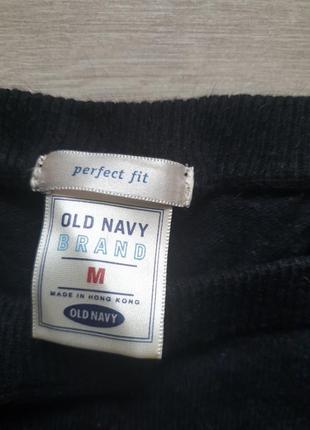 perfect fit
OLD NAVY
BRAND
M
MADE IN HONG KONG
OLD NAVY